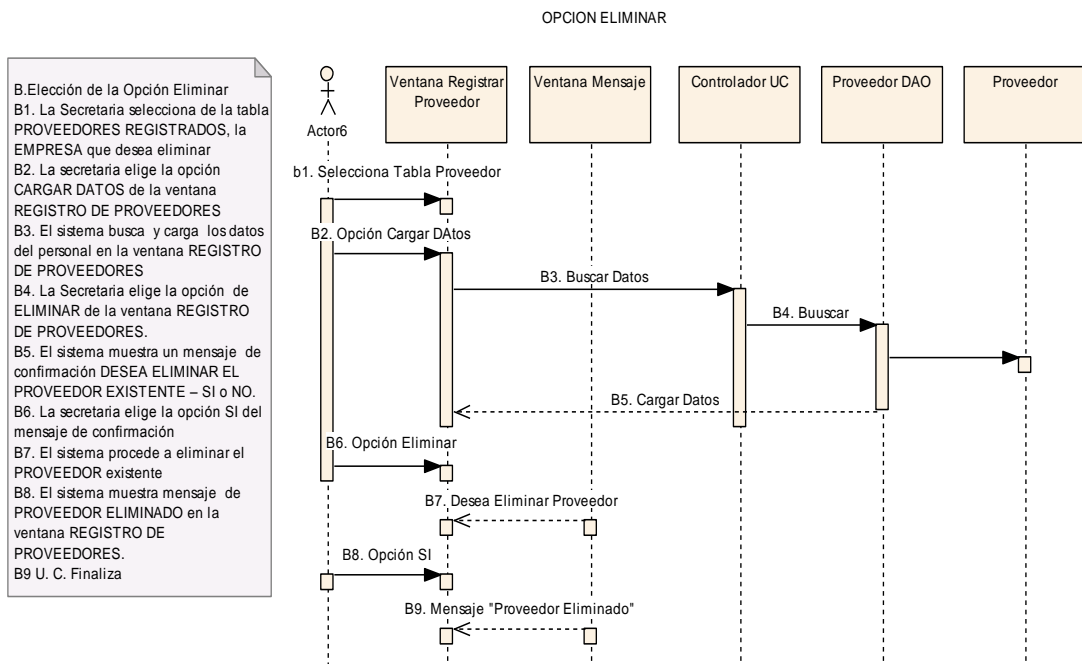 OPCION ELIMINAR
B.Elección de la Opción Eliminar
B1. La Secretaria selecciona de la tabla
PROVEEDORES REGISTRADOS, la
EMPRESA que desea eliminar
B2. La secretaria elige la opción
CARGAR DATOS de la ventana
REGISTRO DE PROVEEDORES
B3. El sistema busca y carga los datos
del personal en la ventana REGISTRO
DE PROVEEDORES
B4. La Secretaria elige la opción de
ELIMINAR de la ventana REGISTRO
DE PROVEEDORES.
B5. El sistema muestra un mensaje de
confirmación DESEA ELIMINAR EL
PROVEEDOR EXISTENTE – SI o NO.
B6. La secretaria elige la opción SI del
mensaje de confirmación
B7. El sistema procede a eliminar el
PROVEEDOR existente
B8. El sistema muestra mensaje de
PROVEEDOR ELIMINADO en la
ventana REGISTRO DE
PROVEEDORES.
B9 U. C. Finaliza
Actor6
Ventana Registrar
Proveedor
Ventana Mensaje
Controlador UC
Proveedor DAO
Proveedor
b1. Selecciona Tabla Proveedor
B2. Opción Cargar DAtos
B3. Buscar Datos
B4. Buuscar
B5. Cargar Datos
B6. Opción Eliminar
B7. Desea Eliminar Proveedor
B8. Opción SI
B9. Mensaje "Proveedor Eliminado"